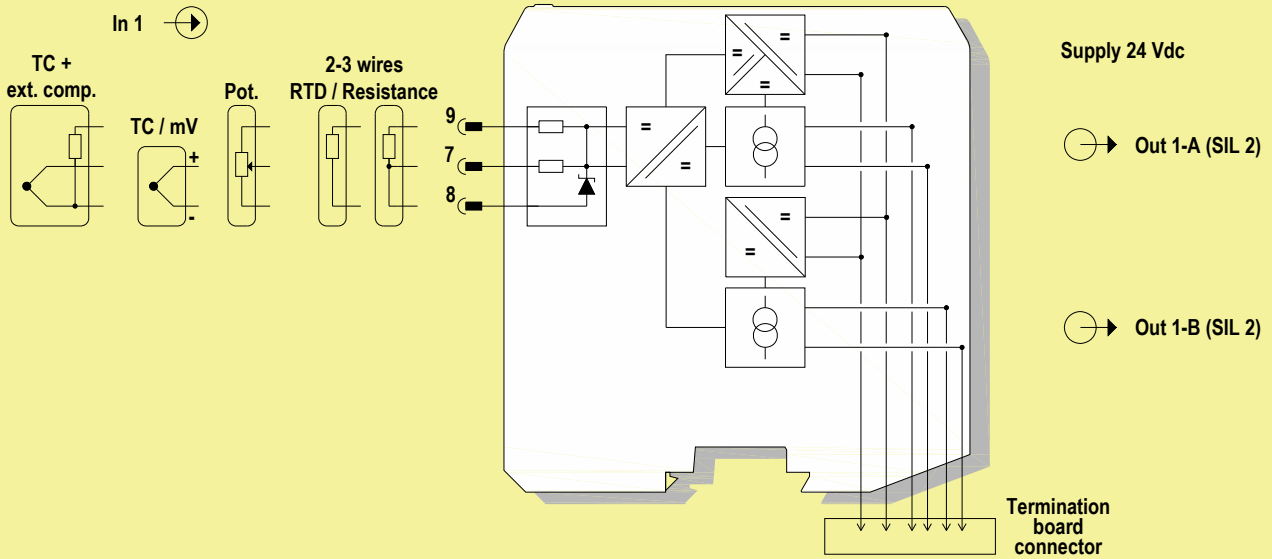 In 1
TC +
ext. comp.
TC / mV
+
-
Pot.
2-3 wires
RTD / Resistance
9
7
8
=
=
=
=
=
=
=
Supply 24 Vdc
Out 1-A (SIL 2)
Out 1-B (SIL 2)
Termination
board
connector